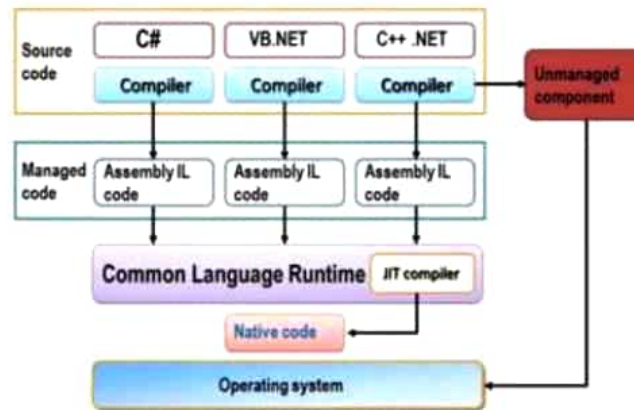 Source
code
C#
VB.NET
C++ .NET
Compiler
Compiler
Compiler
Unmanaged
component
Managed
code
Assembly IL
code
Assembly IL
code
Assembly IL
code
Common Language Runtime
JIT compiler
Native code
Operating system